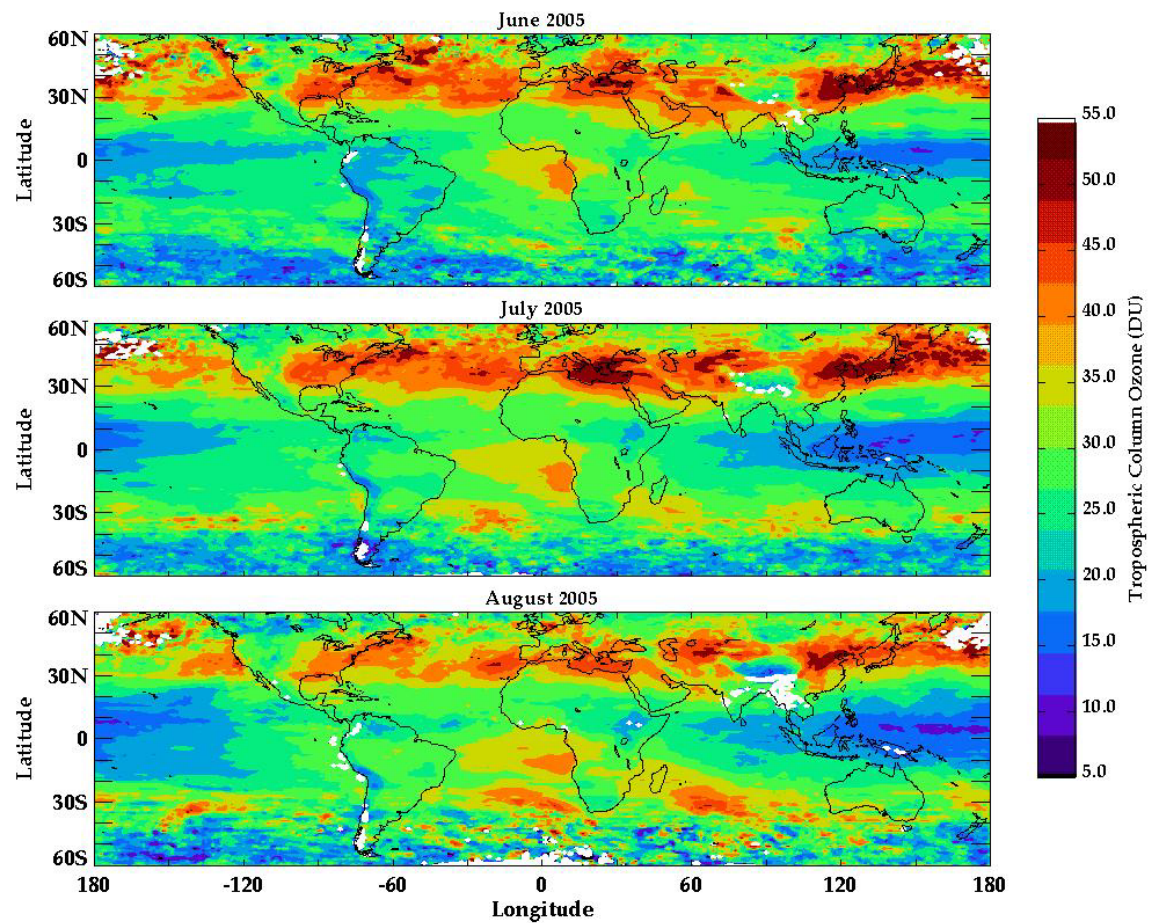 June 2005
60N
30N
0
30S
60S
Latitude
July 2005
60N
30N
0
30S
60S
Latitude
August 2005
60N
30N
0
30S
60S
Latitude
180
-120
-60
0
60
120
180
Longitude
55.0
50.0
45.0
40.0
35.0
30.0
25.0
20.0
15.0
10.0
5.0
Tropospheric Column Ozone (DU)